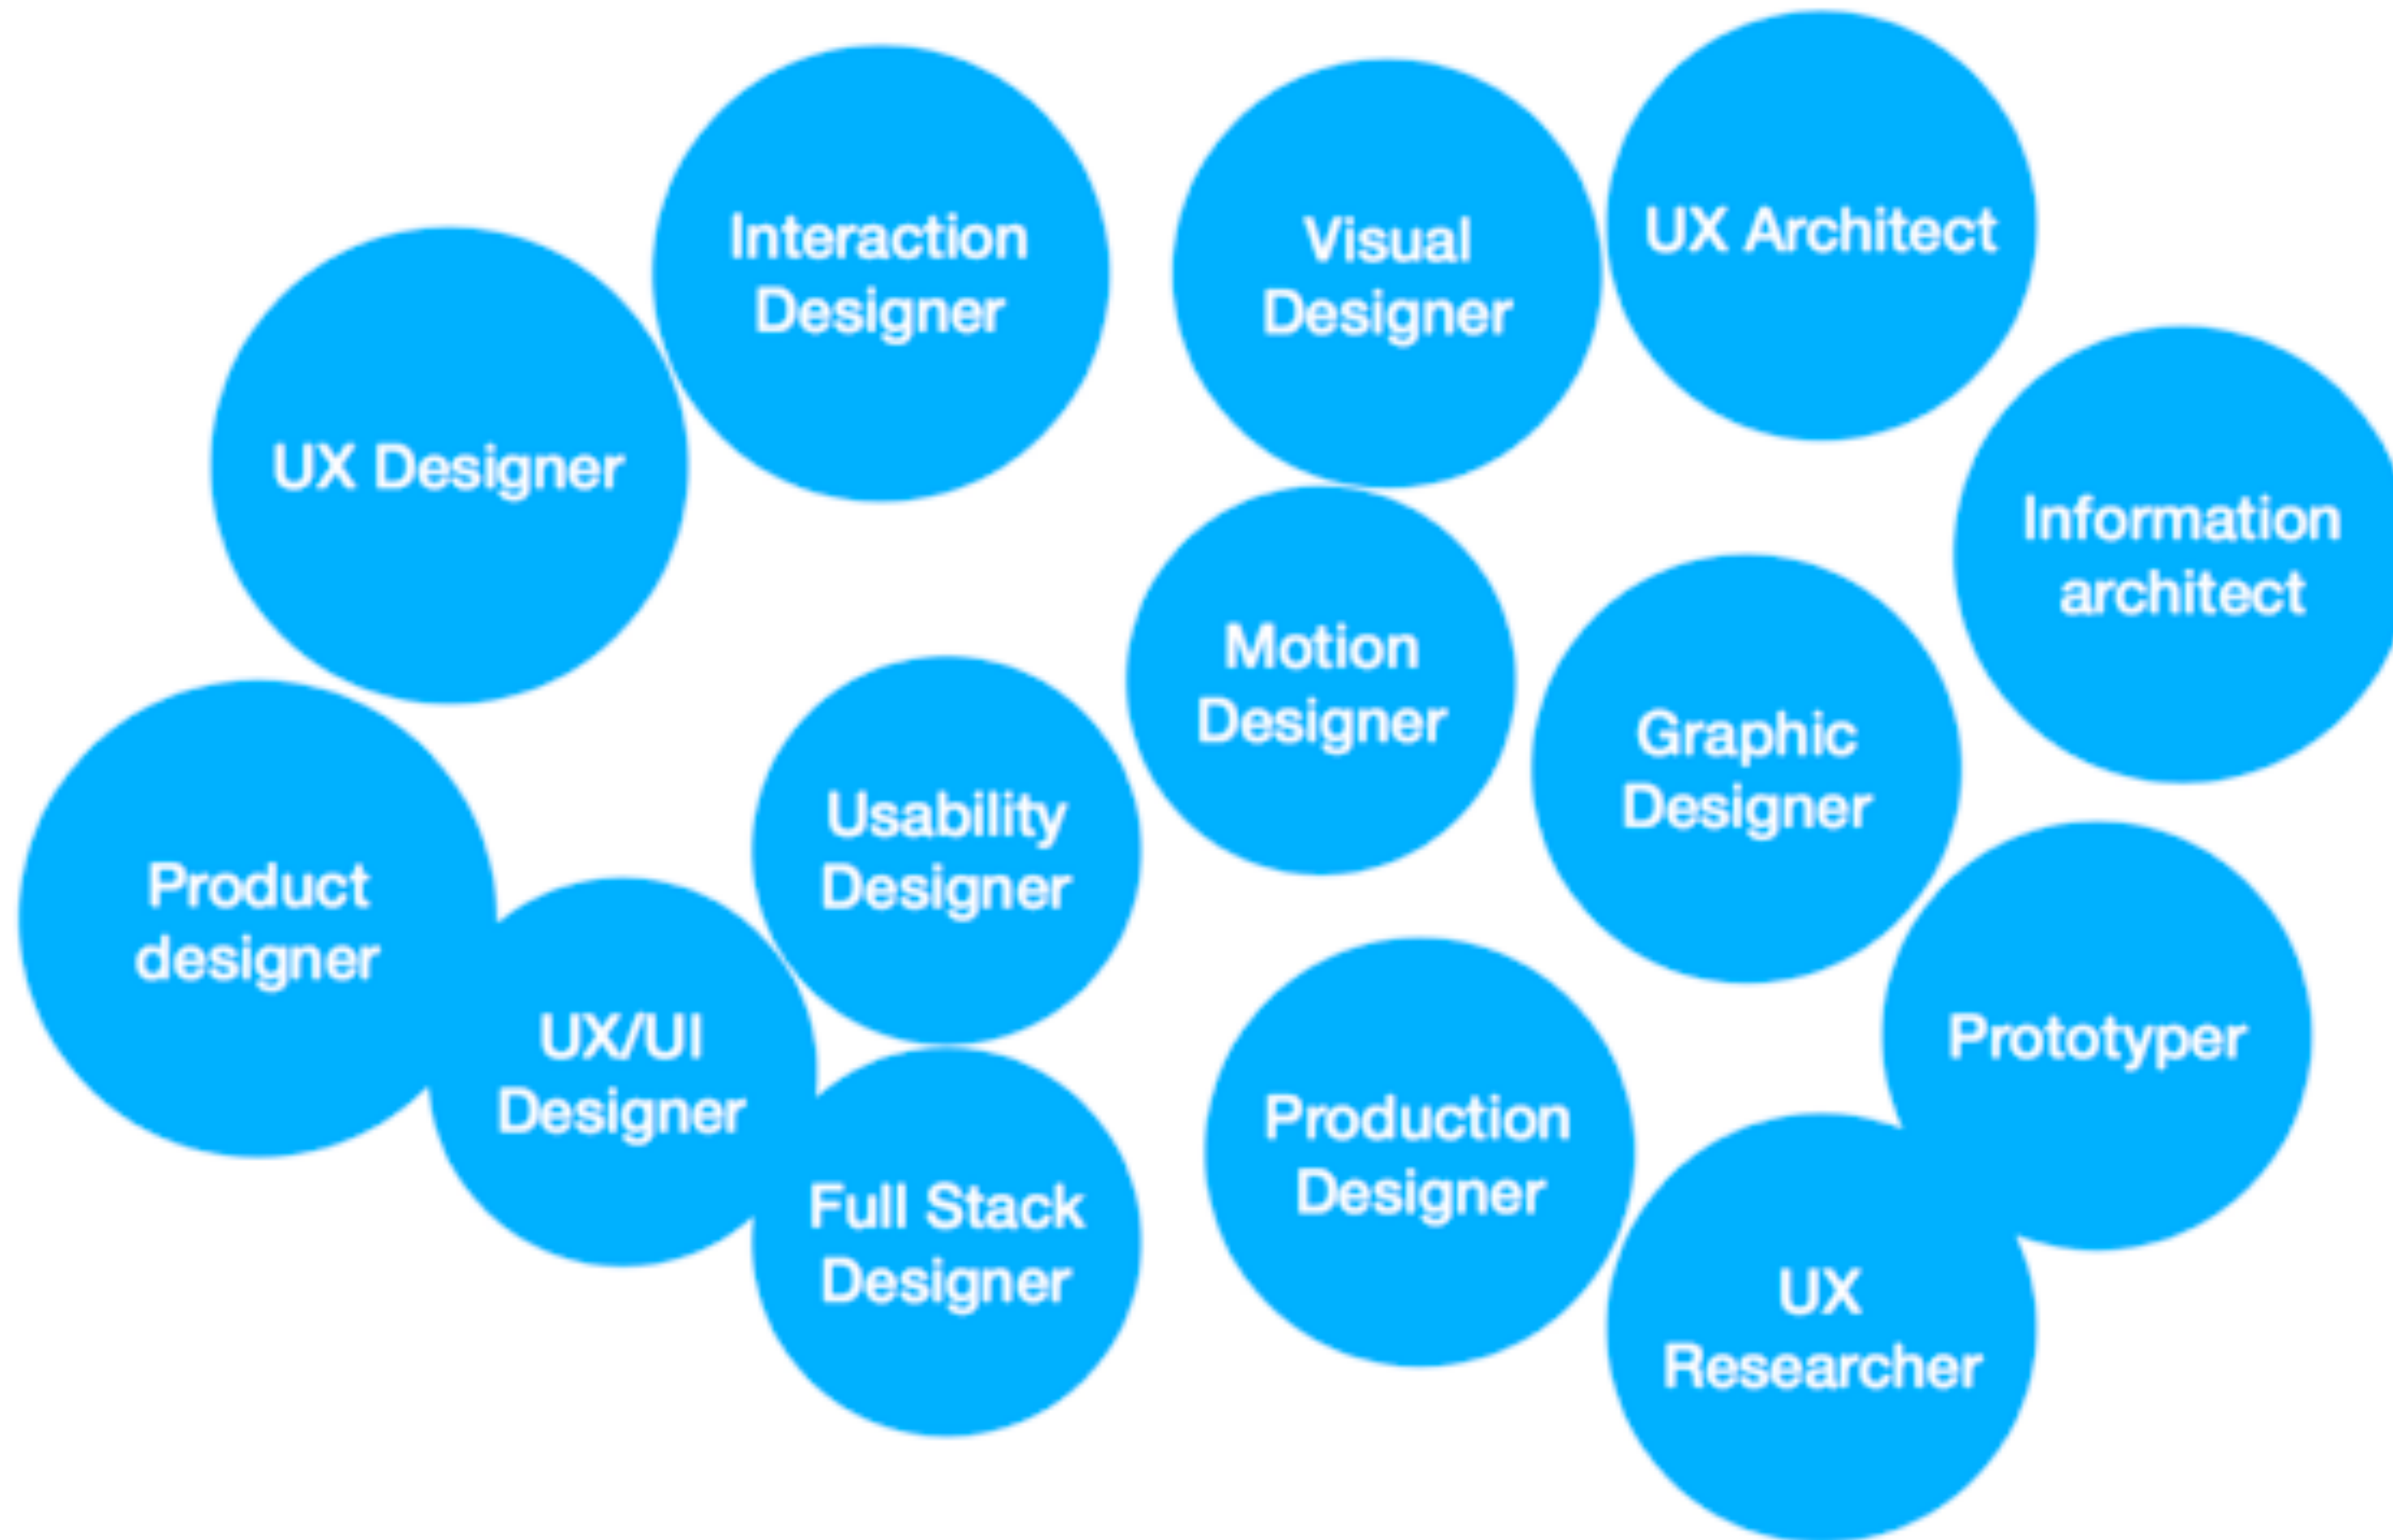 Interaction
Designer
Visual
Designer
UX Architect
UX Designer
Information
architect
Motion
Designer
Graphic
Designer
Usability
Designer
Product
designer
UX/UI
Designer
Prototyper
Production
Designer
Full Stack
Designer
UX
Researcher